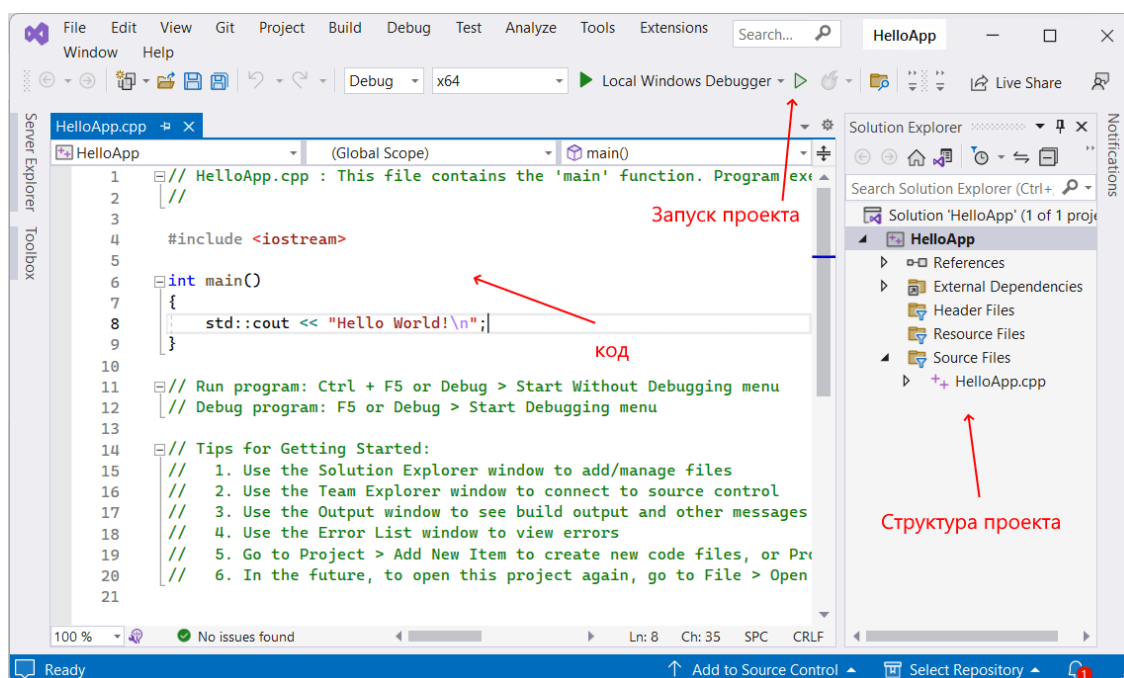 File Edit View Git Project Build Debug Test Analyze Tools Extensions Search... HelloApp
Window Help
Debug x64 Local Windows Debugger Live Share
Server Explorer
Toolbox
HelloApp.cpp
HelloApp (Global Scope) main()
1 // HelloApp.cpp : This file contains the 'main' function. Program exe
2 //
3
4 #include <iostream>
5
6 int main()
7 {
8 std::cout << "Hello World!\n";
9 }
10
11 // Run program: Ctrl + F5 or Debug > Start Without Debugging menu
12 // Debug program: F5 or Debug > Start Debugging menu
13
14 // Tips for Getting Started:
15 // 1. Use the Solution Explorer window to add/manage files
16 // 2. Use the Team Explorer window to connect to source control
17 // 3. Use the Output window to see build output and other messages
18 // 4. Use the Error List window to view errors
19 // 5. Go to Project > Add New Item to create new code files, or Pro
20 // 6. In the future, to open this project again, go to File > Open
21
Запуск проекта
код
100 % No issues found Ln: 8 Ch: 35 SPC CRLF
Solution Explorer
Search Solution Explorer (Ctrl+;
Solution 'HelloApp' (1 of 1 proje
HelloApp
References
External Dependencies
Header Files
Resource Files
Source Files
HelloApp.cpp
Структура проекта
Notifications
Ready Add to Source Control Select Repository 1